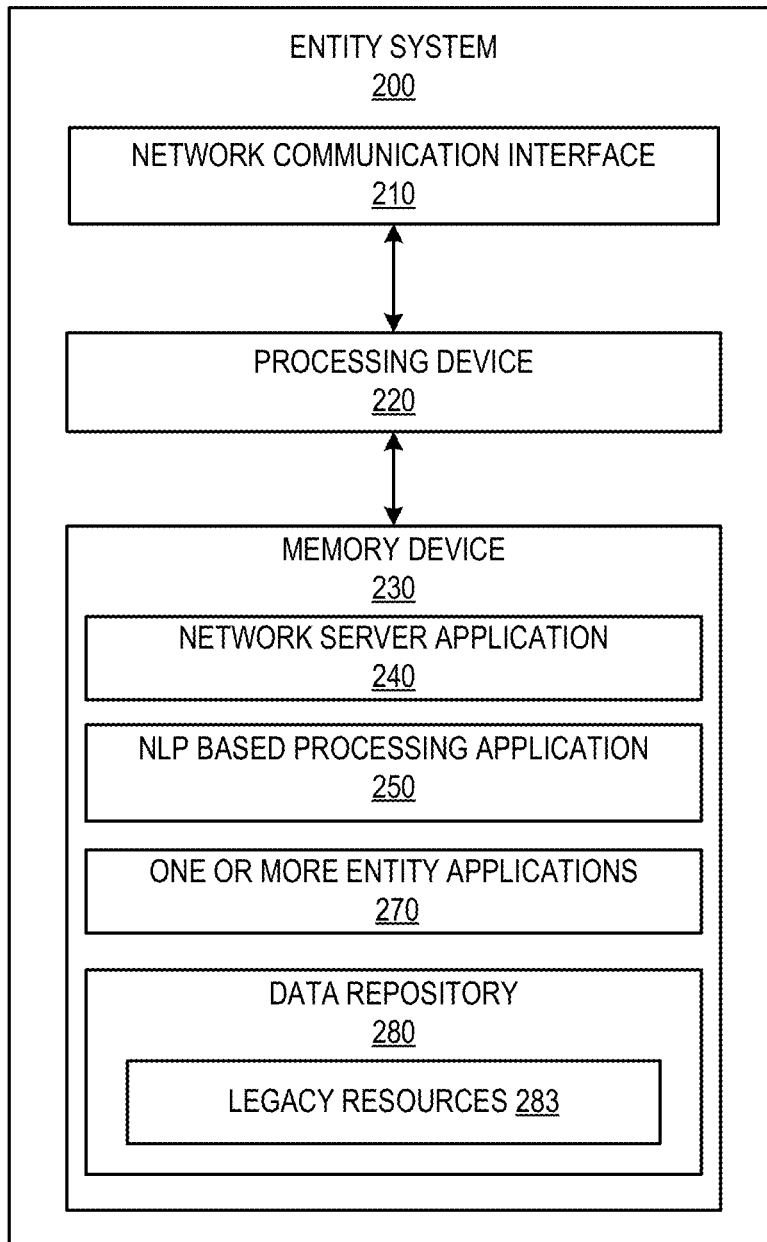 ENTITY SYSTEM
200
NETWORK COMMUNICATION INTERFACE
210
PROCESSING DEVICE
220
MEMORY DEVICE
230
NETWORK SERVER APPLICATION
240
NLP BASED PROCESSING APPLICATION
250
ONE OR MORE ENTITY APPLICATIONS
270
DATA REPOSITORY
280
LEGACY RESOURCES 283